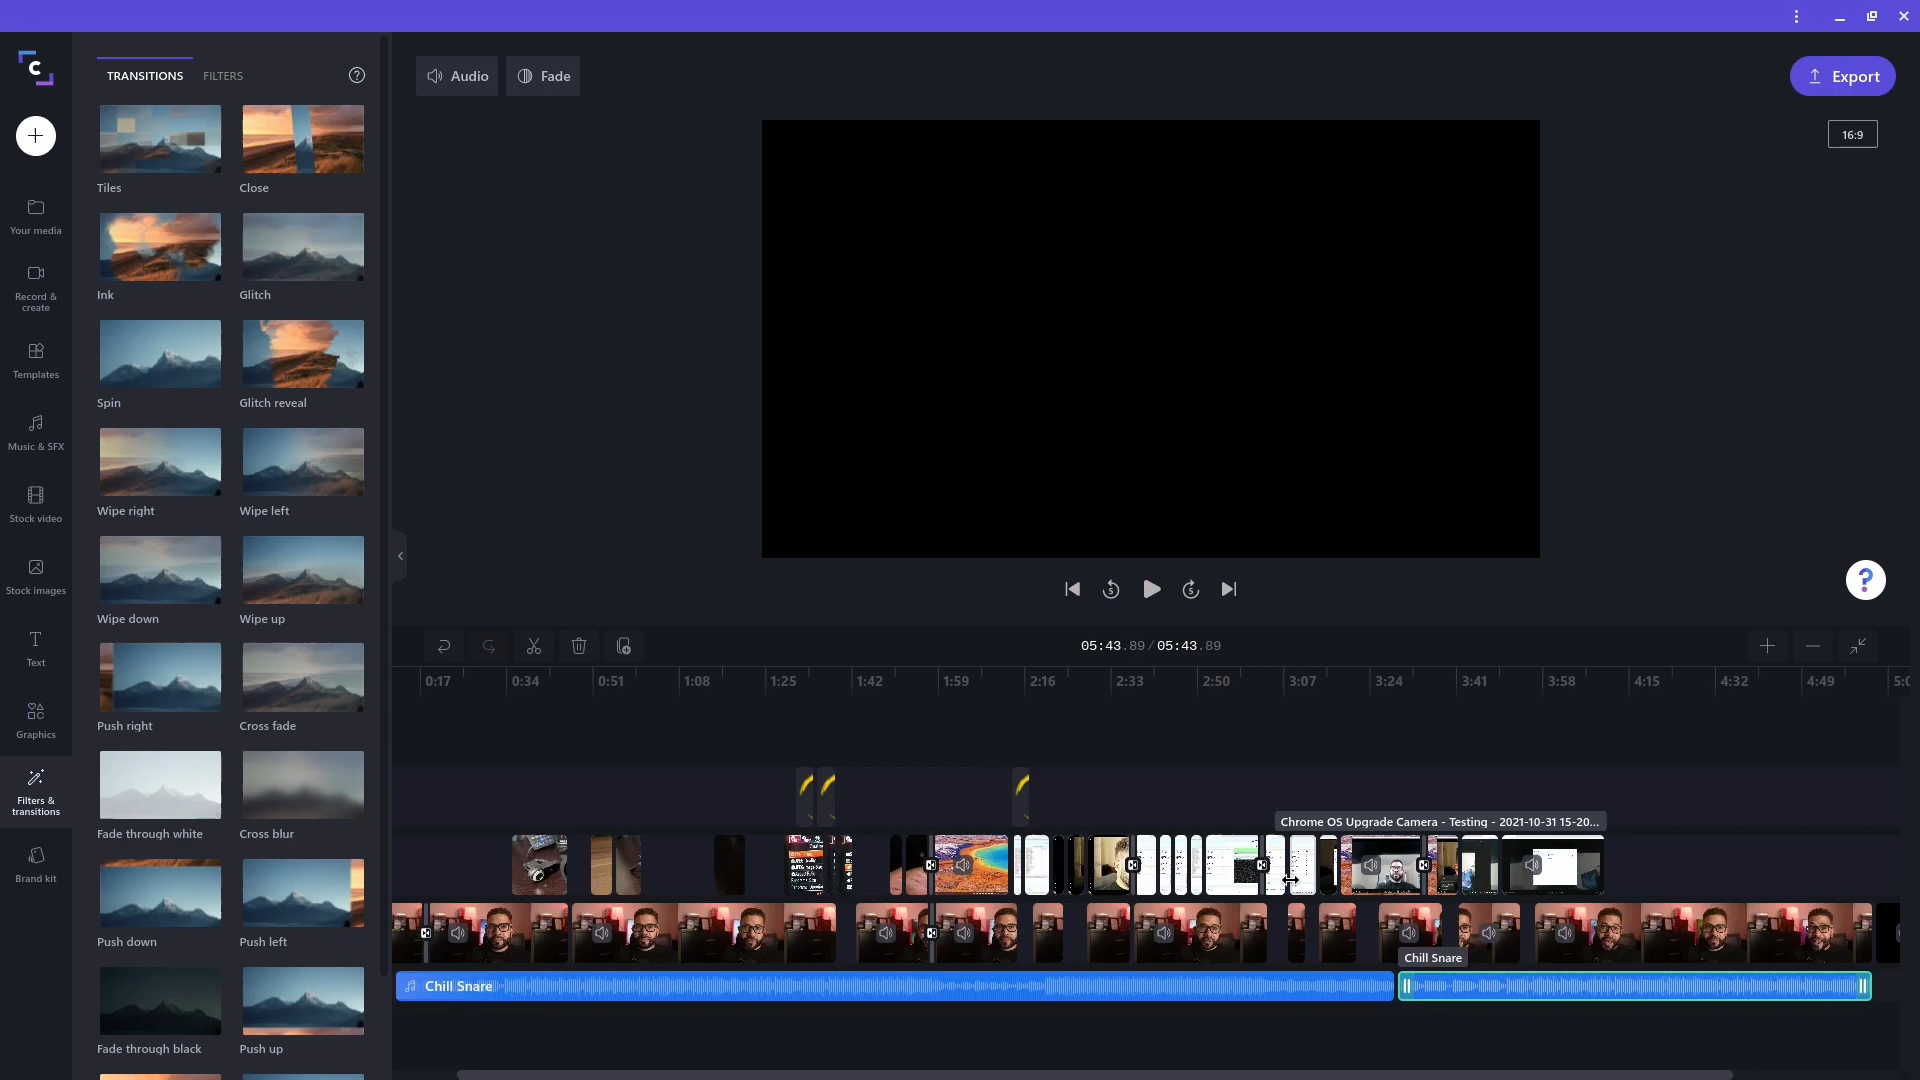 Audio
Fade
Export
16:9
TRANSITIONS
FILTERS
Tiles
Close
Ink
Glitch
Spin
Glitch reveal
Wipe right
Wipe left
Wipe down
Wipe up
Push right
Cross fade
Fade through white
Cross blur
Push down
Push left
Fade through black
Push up
Your media
Record &
create
Templates
Music & SFX
Stock video
Stock images
Text
Graphics
Filters &
transitions
Brand kit
5
5
?
05:43.89/05:43.89
0:17
0:34
0:51
1:08
1:25
1:42
1:59
2:16
2:33
2:50
3:07
3:24
3:41
3:58
4:15
4:32
4:49
Chrome OS Upgrade Camera - Testing - 2021-10-31 15-20...
Chill Snare
Chill Snare